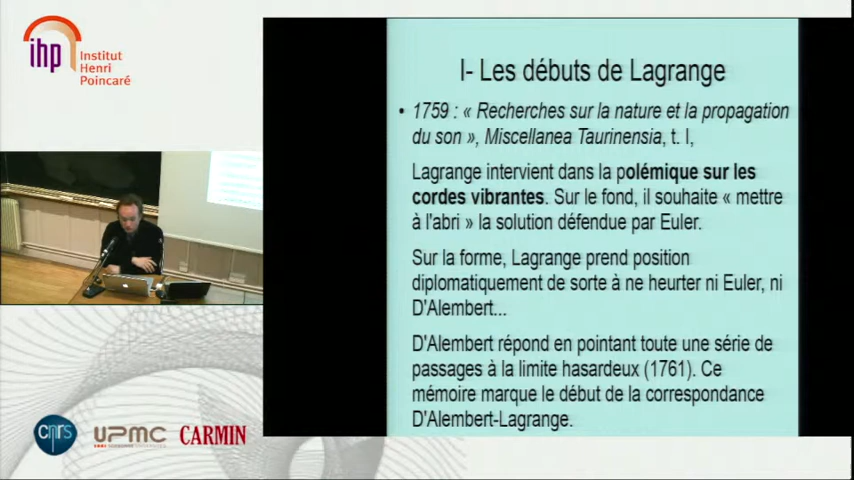 ihp
Institut
Henri
Poincaré
I- Les débuts de Lagrange
• 1759 : « Recherches sur la nature et la propagation
du son », Miscellanea Taurinensia, t. I,
Lagrange intervient dans la polémique sur les
cordes vibrantes. Sur le fond, il souhaite « mettre
à l'abri » la solution défendue par Euler.
Sur la forme, Lagrange prend position
diplomatiquement de sorte à ne heurter ni Euler, ni
D'Alembert...
D'Alembert répond en pointant toute une série de
passages à la limite hasardeux (1761). Ce
mémoire marque le début de la correspondance
D'Alembert-Lagrange.
cnrs
UPMC
CARMIN